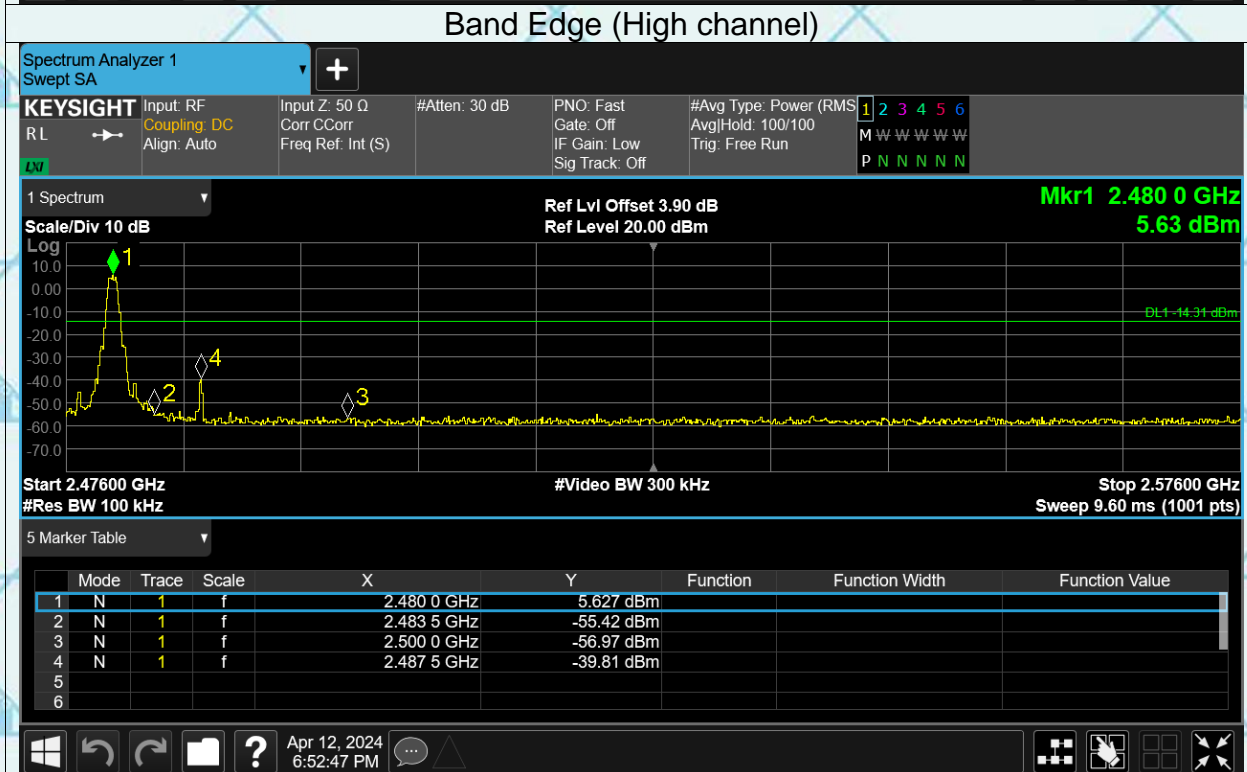 Band Edge (High channel)
Spectrum Analyzer 1
Swept SA
+
KEYSIGHT Input: RF Input Z: 50 Ω #Atten: 30 dB PNO: Fast #Avg Type: Power (RMS 1 2 3 4 5 6
R L Coupling: DC Corr CCorr Gate: Off Avg|Hold: 100/100 M W W W W W
Align: Auto Freq Ref: Int (S) IF Gain: Low Trig: Free Run
LXI Sig Track: Off P N N N N N
1 Spectrum Ref Lvl Offset 3.90 dB Mkr1 2.480 0 GHz
Scale/Div 10 dB Ref Level 20.00 dBm 5.63 dBm
Log
1
10.0
0.00
-10.0 DL1 -14.31 dBm
-20.0
-30.0
4
-40.0
2 3
-50.0
-60.0
-70.0
Start 2.47600 GHz #Video BW 300 kHz Stop 2.57600 GHz
#Res BW 100 kHz Sweep 9.60 ms (1001 pts)
5 Marker Table
Mode Trace Scale X Y Function Function Width Function Value
1 N 1 f 2.480 0 GHz 5.627 dBm
2 N 1 f 2.483 5 GHz -55.42 dBm
3 N 1 f 2.500 0 GHz -56.97 dBm
4 N 1 f 2.487 5 GHz -39.81 dBm
5
6
? Apr 12, 2024
6:52:47 PM